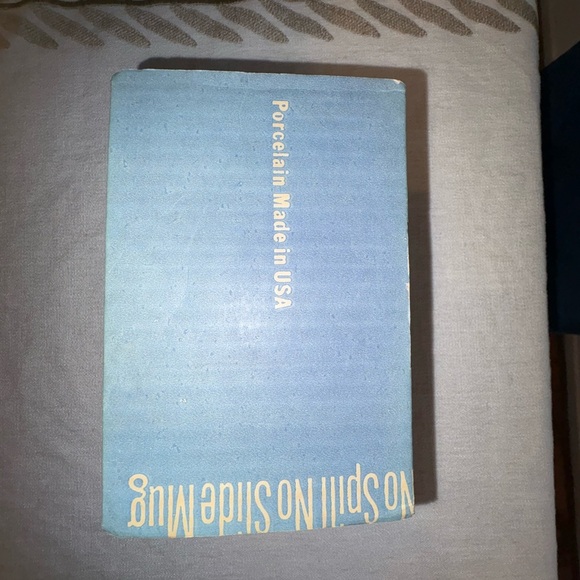 Porcelain Made in USA
No Spill No Slide Mug